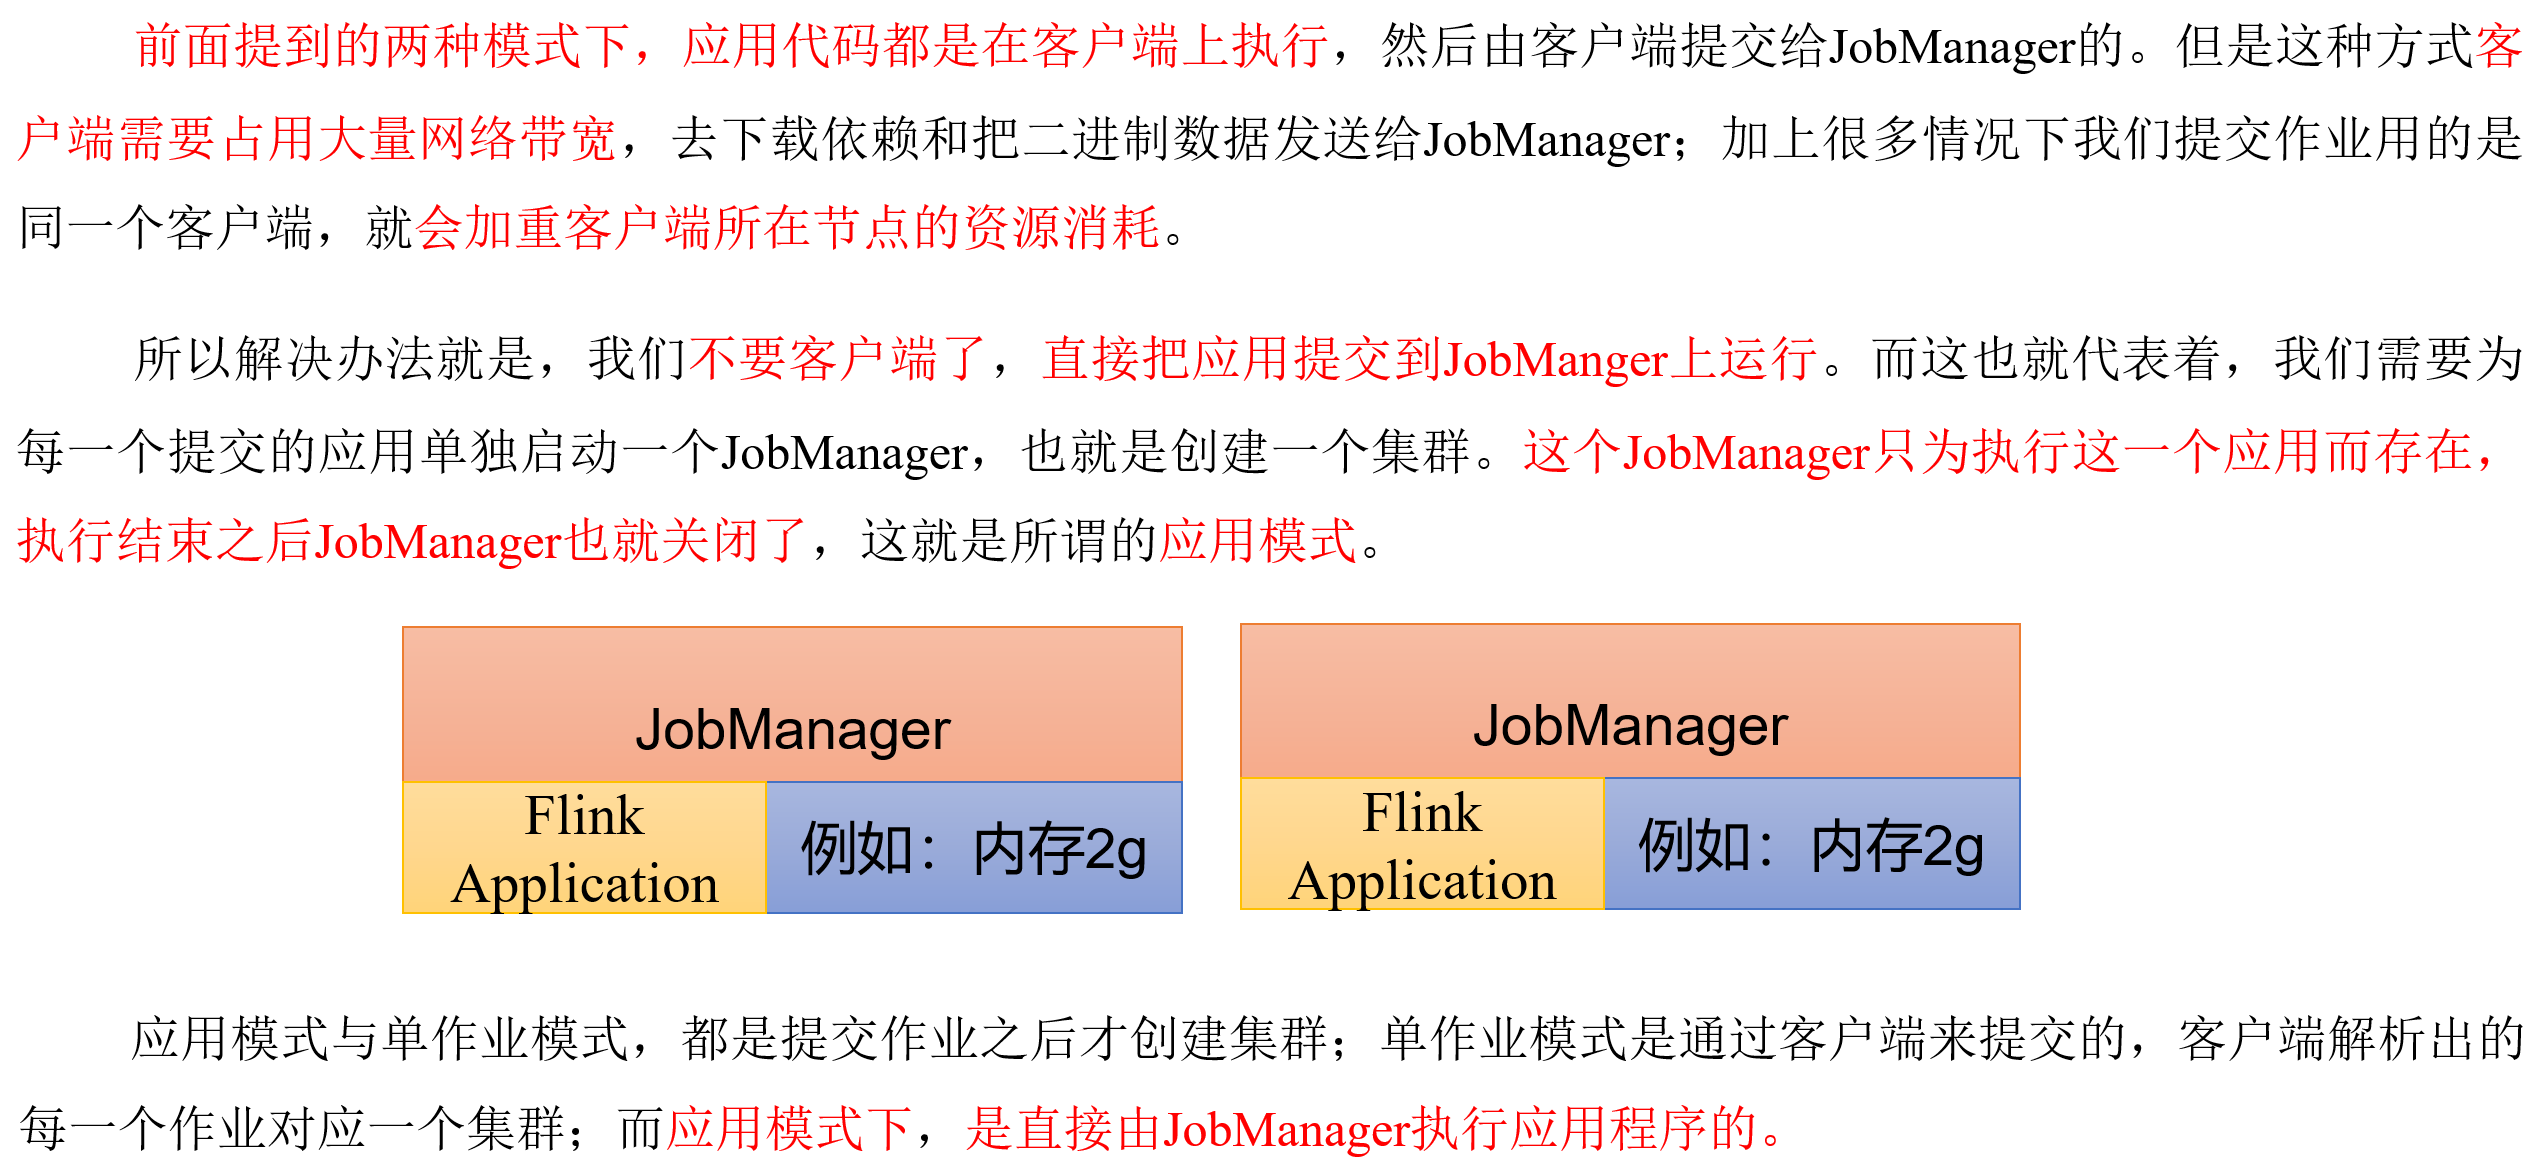 前面提到的两种模式下，应用代码都是在客户端上执行，然后由客户端提交给JobManager的。但是这种方式客
户端需要占用大量网络带宽，去下载依赖和把二进制数据发送给JobManager；加上很多情况下我们提交作业用的是
同一个客户端，就会加重客户端所在节点的资源消耗。
所以解决办法就是，我们不要客户端了，直接把应用提交到JobManger上运行。而这也就代表着，我们需要为
每一个提交的应用单独启动一个JobManager，也就是创建一个集群。这个JobManager只为执行这一个应用而存在，
执行结束之后JobManager也就关闭了，这就是所谓的应用模式。
JobManager
Flink
Application
例如：内存2g
JobManager
Flink
Application
例如：内存2g
应用模式与单作业模式，都是提交作业之后才创建集群；单作业模式是通过客户端来提交的，客户端解析出的
每一个作业对应一个集群；而应用模式下，是直接由JobManager执行应用程序的。